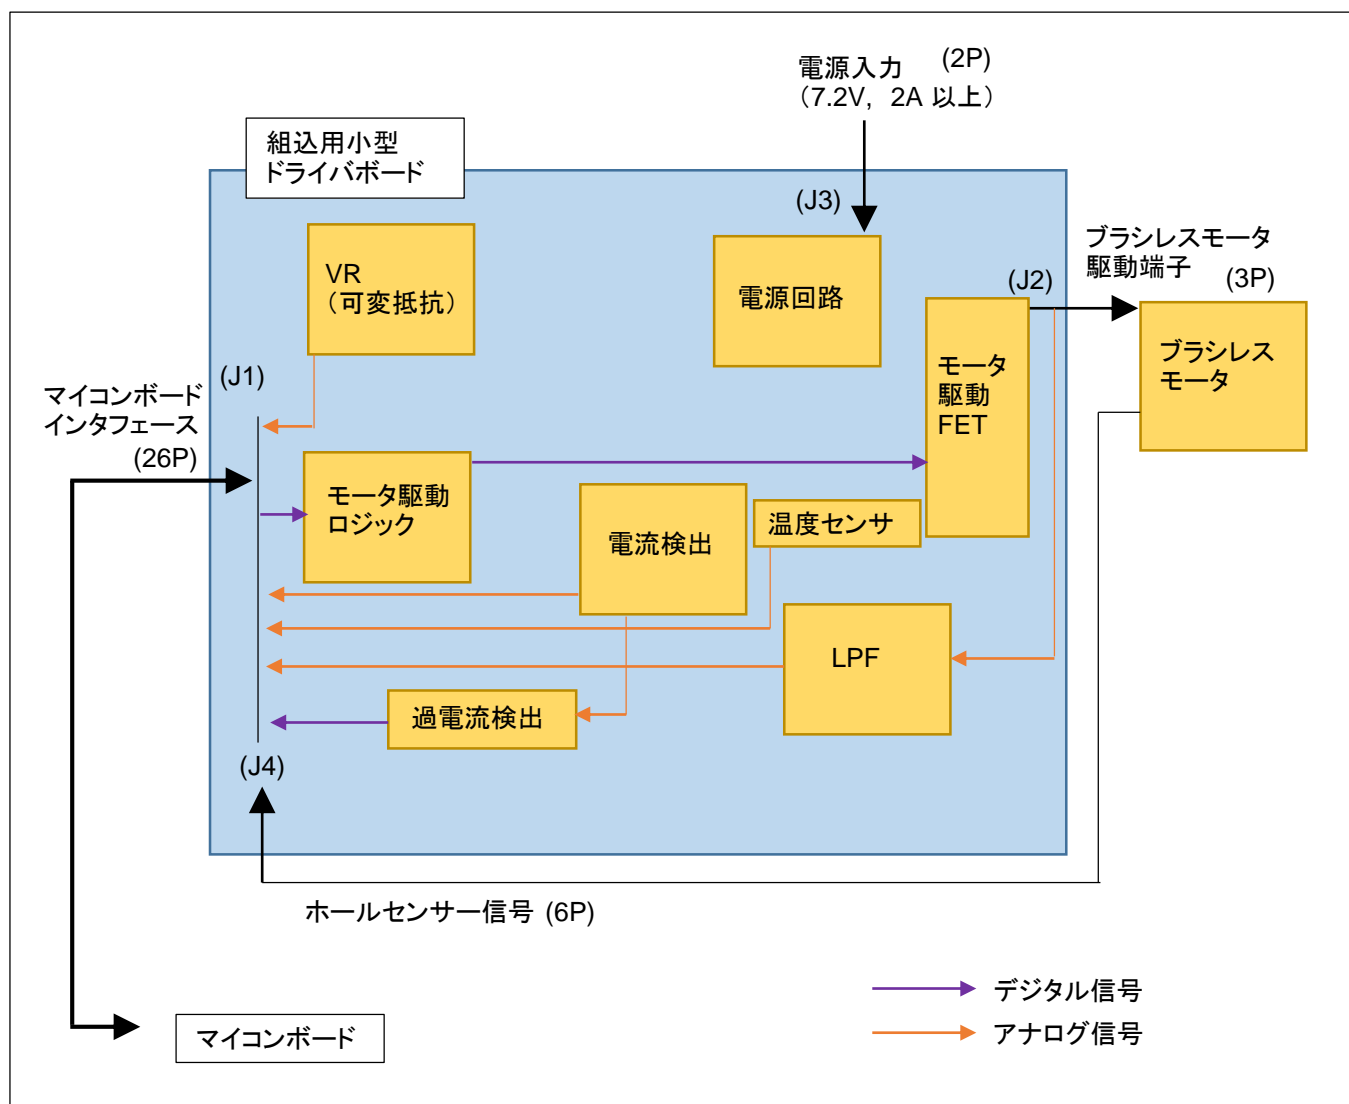 電源入力 (2P)
（7.2V, 2A 以上）
組込用小型
ドライバボード
(J3)
VR
（可変抵抗）
電源回路
(J2)
ブラシレスモータ
駆動端子
(3P)
モータ
駆動
FET
ブラシレス
モータ
(J1)
マイコンボード
インタフェース
(26P)
モータ駆動
ロジック
電流検出
温度センサ
LPF
過電流検出
(J4)
ホールセンサー信号 (6P)
デジタル信号
アナログ信号
マイコンボード